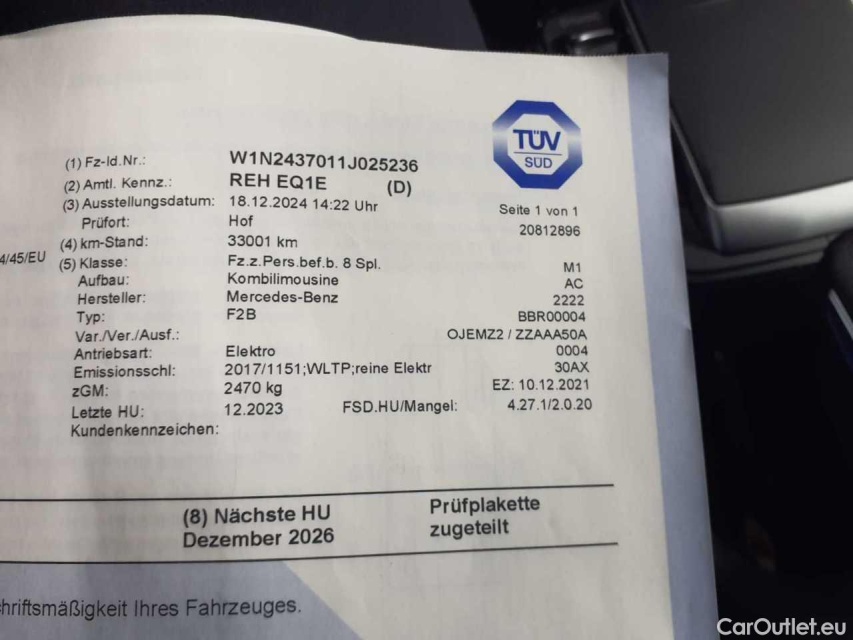 TÜV
SÜD
(1) Fz-Id.Nr.: W1N2437011J025236
(2) Amtl. Kennz.: REH EQ1E (D)
(3) Ausstellungsdatum: 18.12.2024 14:22 Uhr Seite 1 von 1
Prüfort: Hof 20812896
4/45/EU
(4) km-Stand: 33001 km
(5) Klasse: Fz.z.Pers.bef.b. 8 Spl. M1
Aufbau: Kombilimousine AC
Hersteller: Mercedes-Benz 2222
Typ: F2B BBR00004
Var./Ver./Ausf.: OJEMZ2 / ZZAAA50A
Antriebsart: Elektro 0004
Emissionsschl: 2017/1151;WLTP;reine Elektr 30AX
zGM: 2470 kg EZ: 10.12.2021
Letzte HU: 12.2023 FSD.HU/Mangel: 4.27.1/2.0.20
Kundenkennzeichen:
(8) Nächste HU Prüfplakette
Dezember 2026 zugeteilt
hriftsmäßigkeit Ihres Fahrzeuges.
CarOutlet.eu